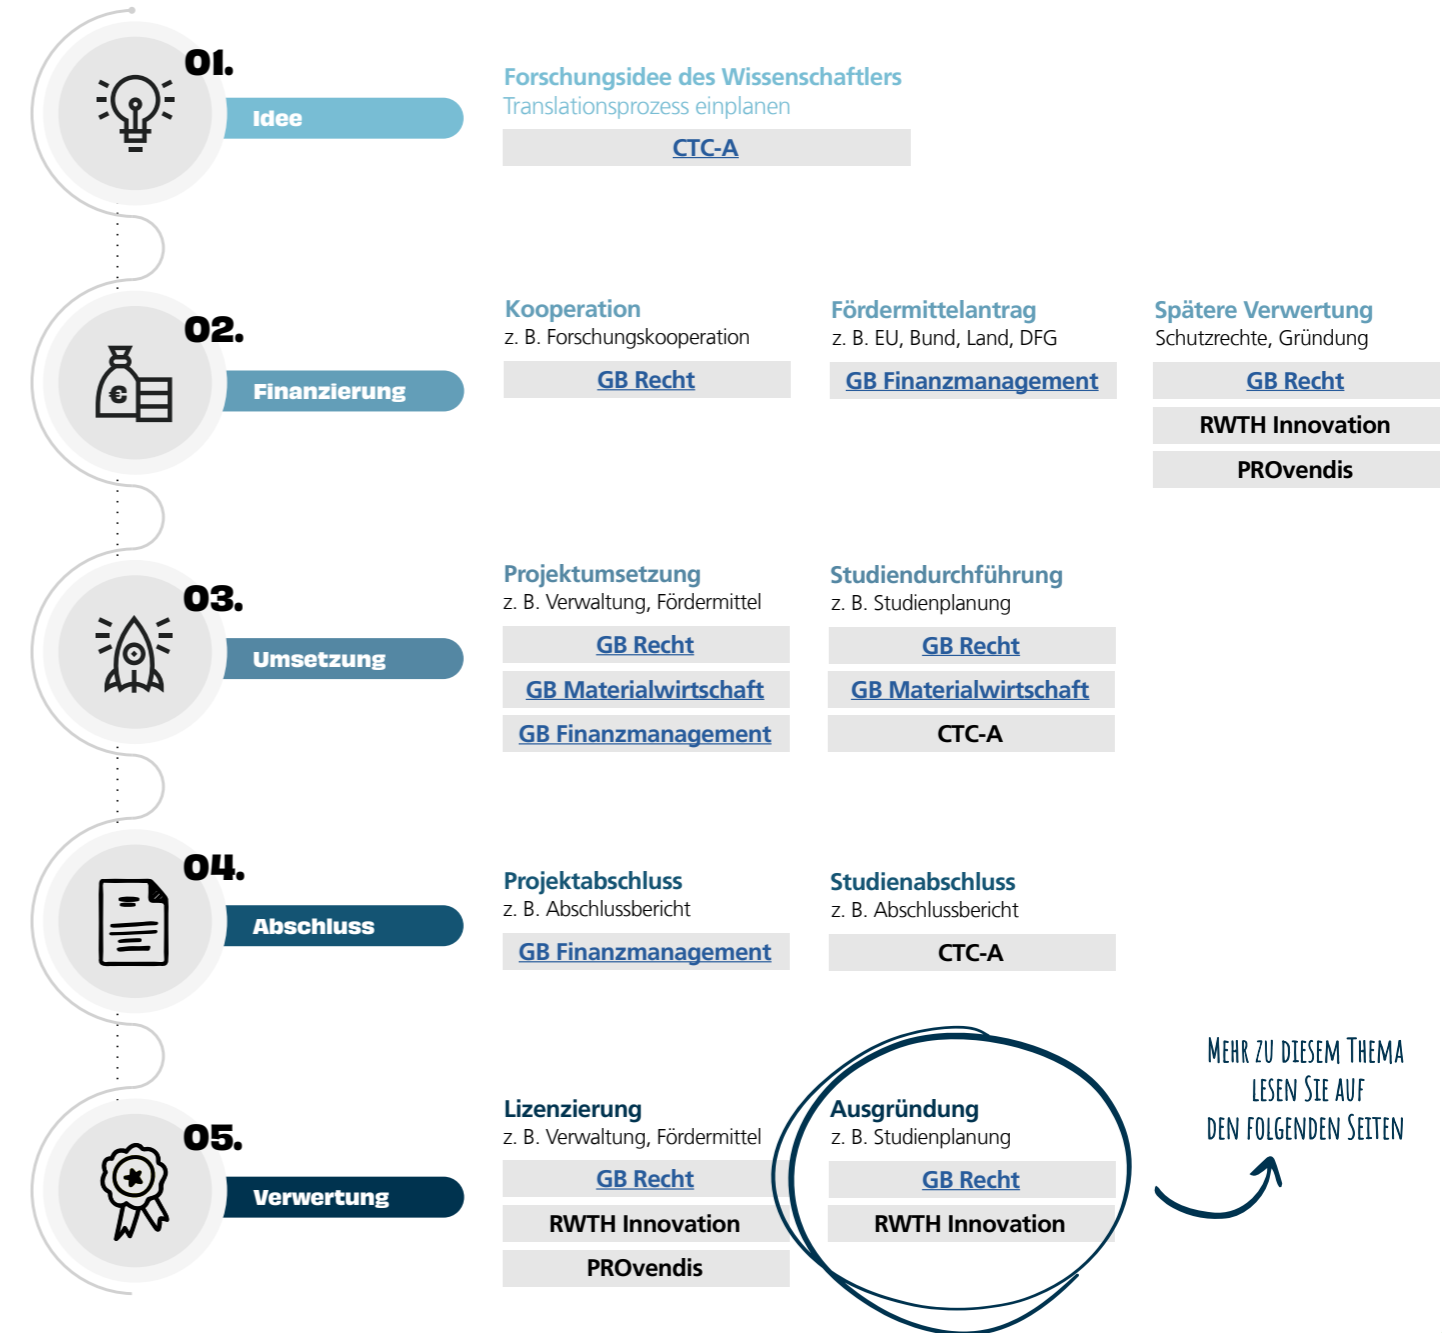 01.
Idee
Forschungsidee des Wissenschaftlers
Translationsprozess einplanen
CTC-A
02.
Finanzierung
Kooperation
z. B. Forschungskooperation
GB Recht
Fördermittelantrag
z. B. EU, Bund, Land, DFG
GB Finanzmanagement
Spätere Verwertung
Schutzrechte, Gründung
GB Recht
RWTH Innovation
PROvendis
03.
Umsetzung
Projektumsetzung
z. B. Verwaltung, Fördermittel
GB Recht
GB Materialwirtschaft
GB Finanzmanagement
Studiendurchführung
z. B. Studienplanung
GB Recht
GB Materialwirtschaft
CTC-A
04.
Abschluss
Projektabschluss
z. B. Abschlussbericht
GB Finanzmanagement
Studienabschluss
z. B. Abschlussbericht
CTC-A
05.
Verwertung
Lizenzierung
z. B. Verwaltung, Fördermittel
GB Recht
RWTH Innovation
PROvendis
Ausgründung
z. B. Studienplanung
GB Recht
RWTH Innovation
Mehr zu diesem Thema
lesen Sie auf
den folgenden Seiten